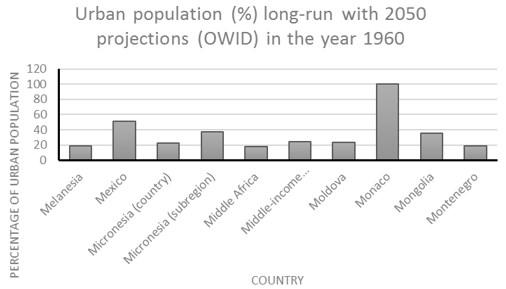 Urban population (%) long-run with 2050
projections (OWID) in the year 1960
PERCENTAGE OF URBAN POPULATION
120
100
80
60
40
20
0
Melanesia
Mexico
Micronesia (country)
Micronesia (subregion)
Middle Africa
Middle-income...
Moldova
Monaco
Mongolia
Montenegro
COUNTRY